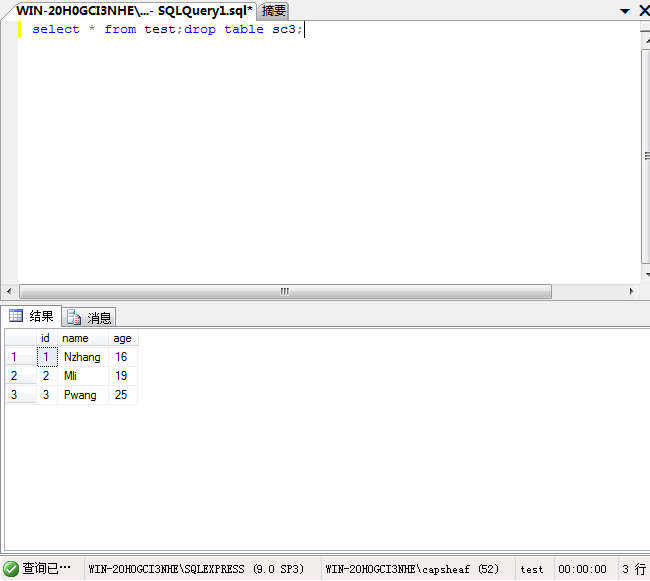 WIN-20H0GCI3NHE\...- SQLQuery1.sql* 摘要
select * from test;drop table sc3;
结果 消息
id name age
1 1 Nzhang 16
2 2 Mli 19
3 3 Pwang 25
查询已··· WIN-20H0GCI3NHE\SQLEXPRESS (9.0 SP3) WIN-20H0GCI3NHE\capsheaf (52) test 00:00:00 3 行